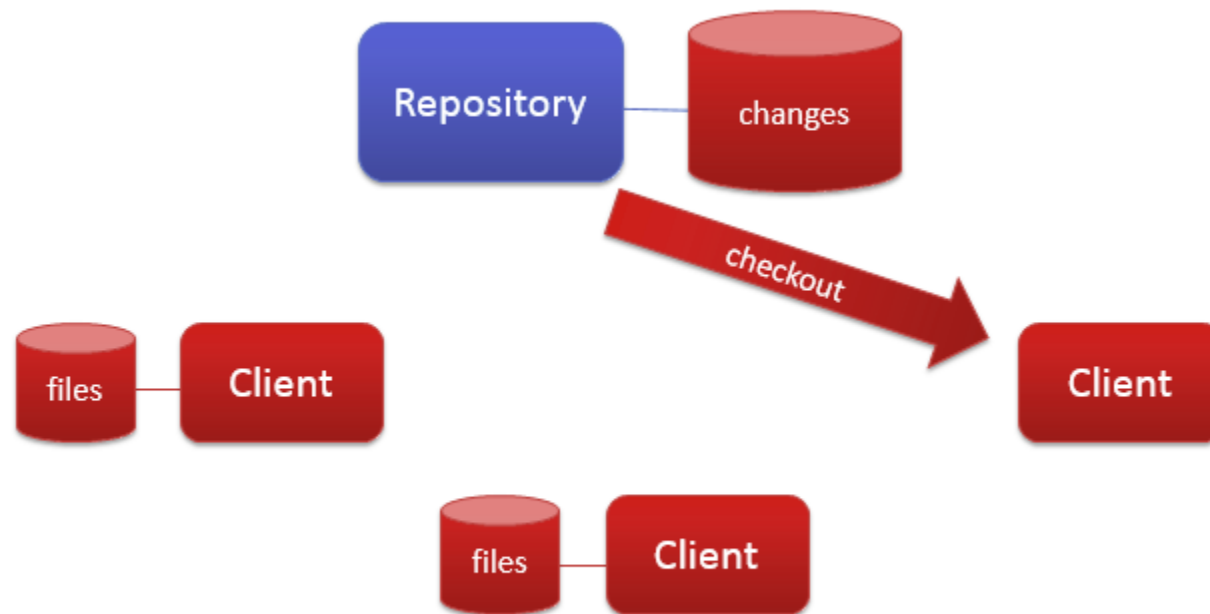 Repository
changes
checkout
files
Client
Client
files
Client